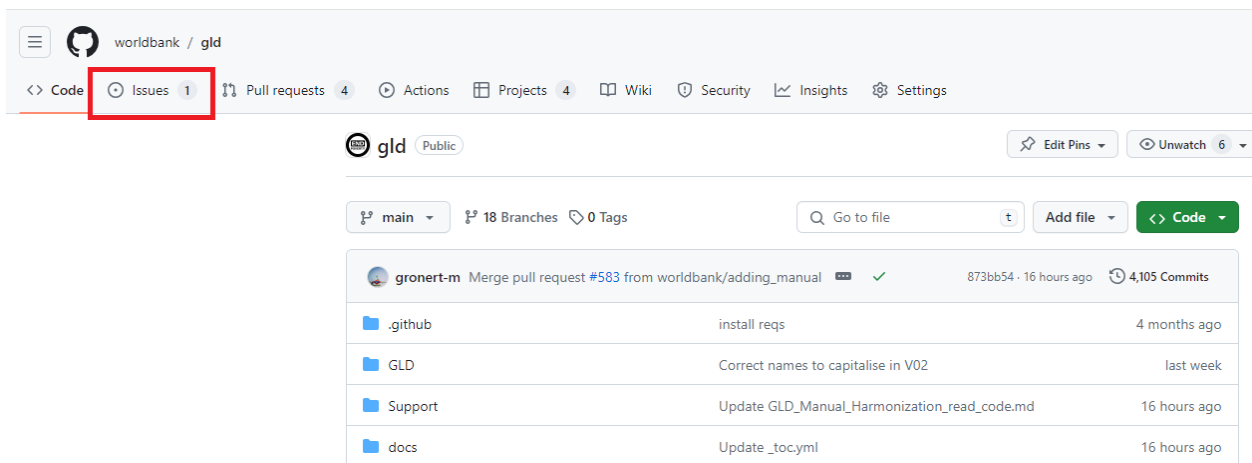 worldbank / gld
<> Code Issues 1 Pull requests 4 Actions Projects 4 Wiki Security Insights Settings
END POVERTY gld Public Edit Pins Unwatch 6
main 18 Branches 0 Tags Go to file t Add file <> Code
gronert-m Merge pull request #583 from worldbank/adding_manual 873bb54 · 16 hours ago 4,105 Commits
.github install reqs 4 months ago
GLD Correct names to capitalise in V02 last week
Support Update GLD_Manual_Harmonization_read_code.md 16 hours ago
docs Update _toc.yml 16 hours ago